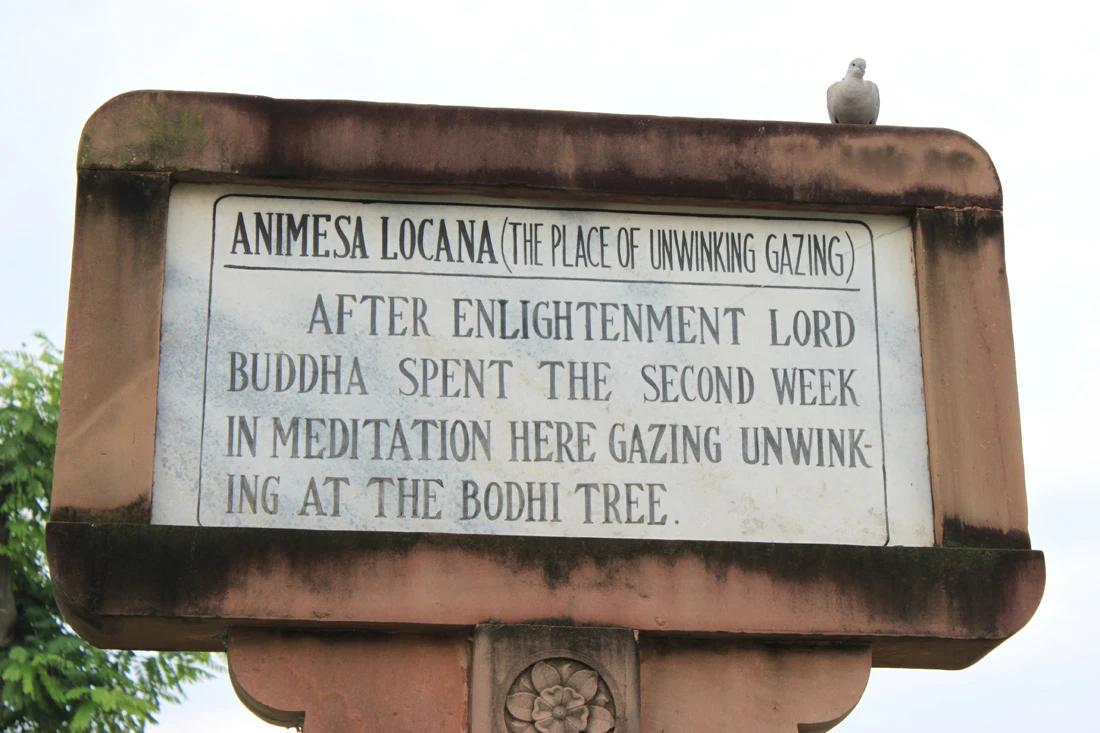 ANIMESA LOCANA (THE PLACE OF UNWINKING GAZING)
AFTER ENLIGHTENMENT LORD
BUDDHA SPENT THE SECOND WEEK
IN MEDITATION HERE GAZING UNWINK-
ING AT THE BODHI TREE.